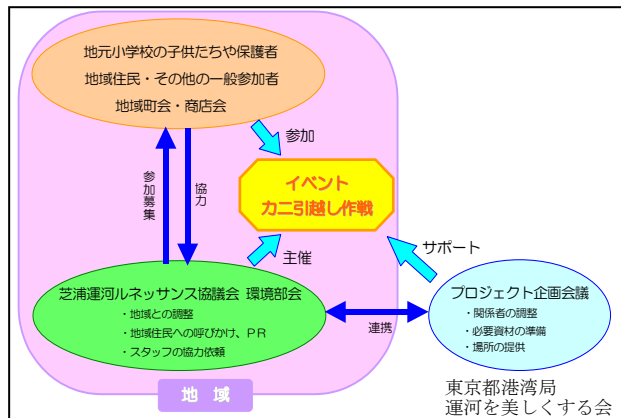 地元小学校の子供たちや保護者
地域住民・その他の一般参加者
地域町会・商店会
参加
イベント
カニ引越し作戦
参加募集
協力
主催
サポート
芝浦運河ルネッサンス協議会 環境部会
・地域との調整
・地域住民への呼びかけ、PR
・スタッフの協力依頼
連携
プロジェクト企画会議
・関係者の調整
・必要資材の準備
・場所の提供
地 域
東京都港湾局
運河を美しくする会